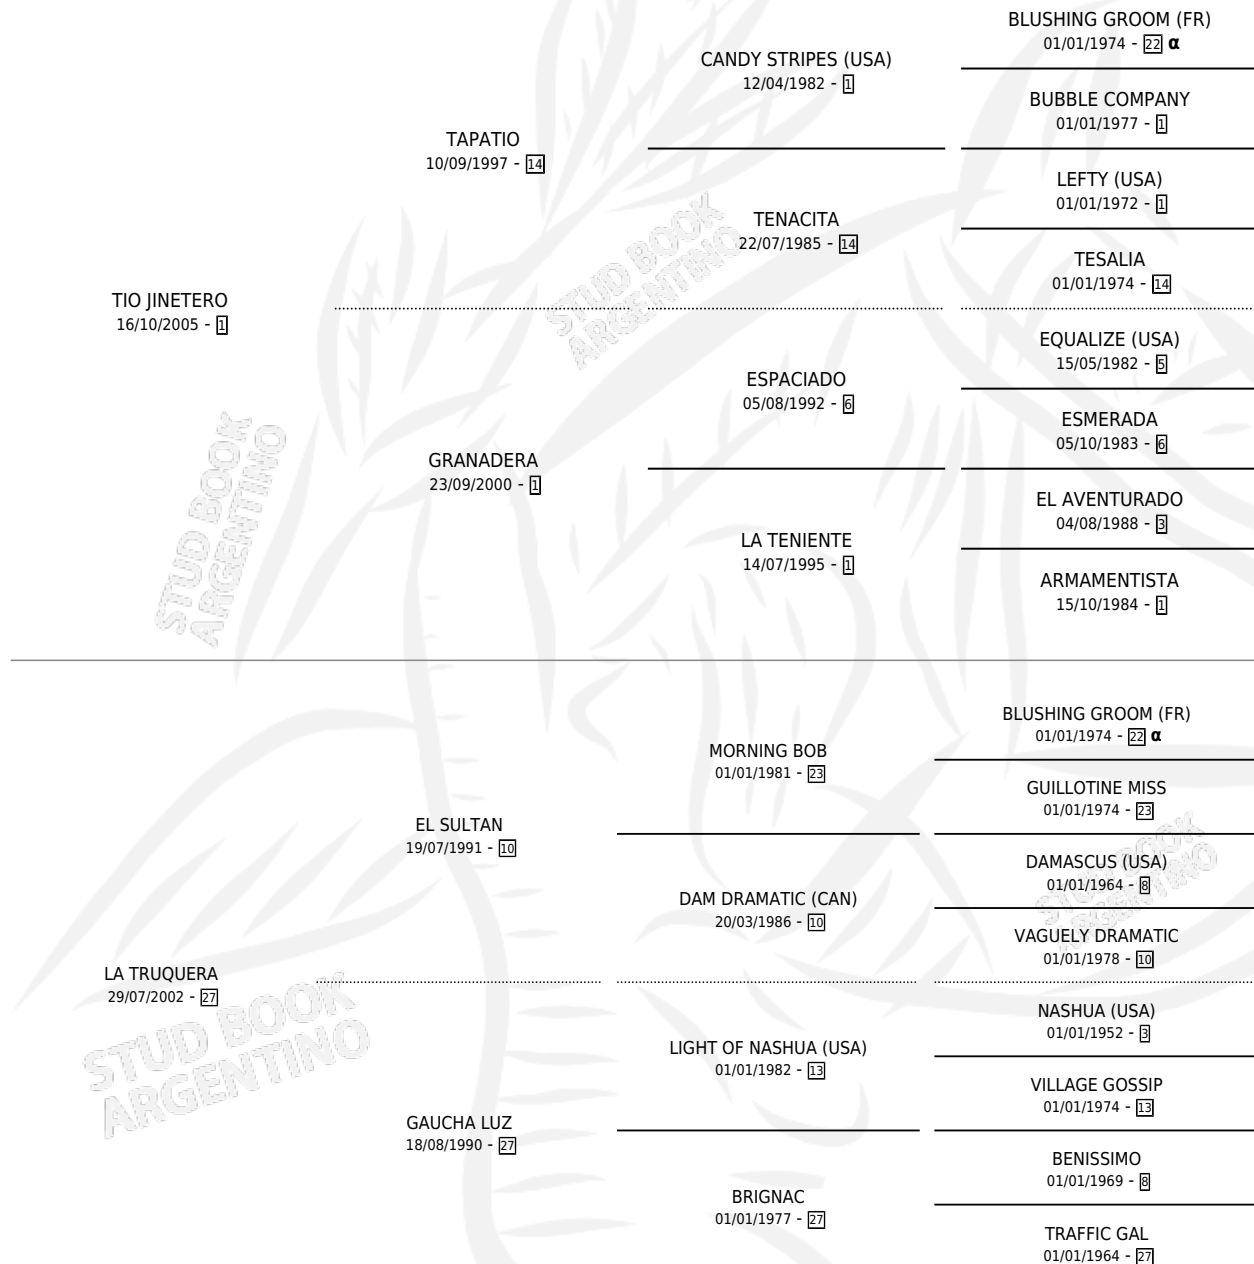 BLUSHING GROOM (FR)
01/01/1974 - 22 α
CANDY STRIPES (USA)
12/04/1982 - 1
BUBBLE COMPANY
01/01/1977 - 1
TAPATIO
10/09/1997 - 14
LEFTY (USA)
01/01/1972 - 1
TENACITA
22/07/1985 - 14
TESALIA
01/01/1974 - 14
STUD BOOK
ARGENTINO
TIO JINETERO
16/10/2005 - 1
EQUALIZE (USA)
15/05/1982 - 5
ESPACIADO
05/08/1992 - 6
ESMERADA
05/10/1983 - 6
GRANADERA
23/09/2000 - 1
EL AVENTURADO
04/08/1988 - 3
LA TENIENTE
14/07/1995 - 1
ARMAMENTISTA
15/10/1984 - 1
STUD BOOK
ARGENTINO
BLUSHING GROOM (FR)
01/01/1974 - 22 α
MORNING BOB
01/01/1981 - 23
GUILLOTINE MISS
01/01/1974 - 23
EL SULTAN
19/07/1991 - 10
DAMASCUS (USA)
01/01/1964 - 8
STUD BOOK
ARGENTINO
DAM DRAMATIC (CAN)
20/03/1986 - 10
VAGUELY DRAMATIC
01/01/1978 - 10
LA TRUQUERA
29/07/2002 - 27
NASHUA (USA)
01/01/1952 - 3
STUD BOOK
ARGENTINO
LIGHT OF NASHUA (USA)
01/01/1982 - 13
VILLAGE GOSSIP
01/01/1974 - 13
GAUCHA LUZ
18/08/1990 - 27
BENISSIMO
01/01/1969 - 8
BRIGNAC
01/01/1977 - 27
TRAFFIC GAL
01/01/1964 - 27